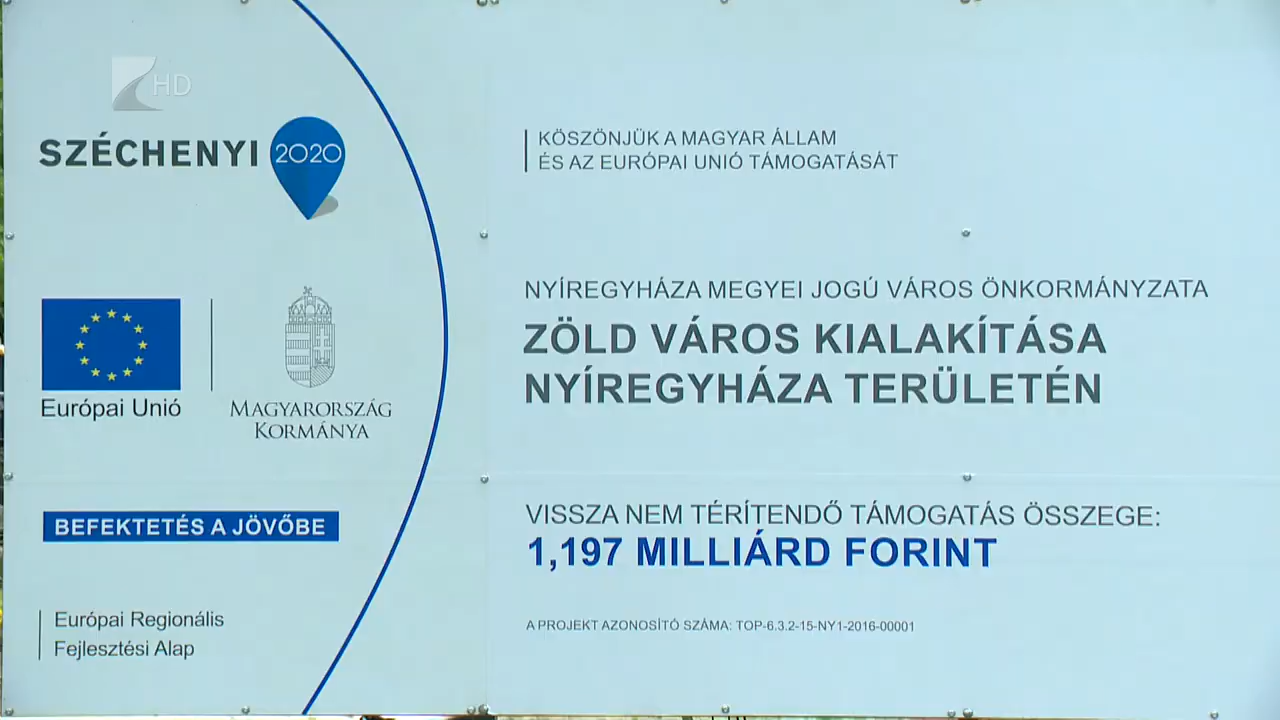 HD
SZÉCHENYI 2020
KÖSZÖNJÜK A MAGYAR ÁLLAM
ÉS AZ EURÓPAI UNIÓ TÁMOGATÁSÁT
Európai Unió
MAGYARORSZÁG
KORMÁNYA
NYÍREGYHÁZA MEGYEI JOGÚ VÁROS ÖNKORMÁNYZATA
ZÖLD VÁROS KIALAKÍTÁSA
NYÍREGYHÁZA TERÜLETÉN
BEFEKTETÉS A JÖVŐBE
VISSZA NEM TÉRÍTENDŐ TÁMOGATÁS ÖSSZEGE:
1,197 MILLIÁRD FORINT
Európai Regionális
Fejlesztési Alap
A PROJEKT AZONOSÍTÓ SZÁMA: TOP-6.3.2-15-NY1-2016-00001